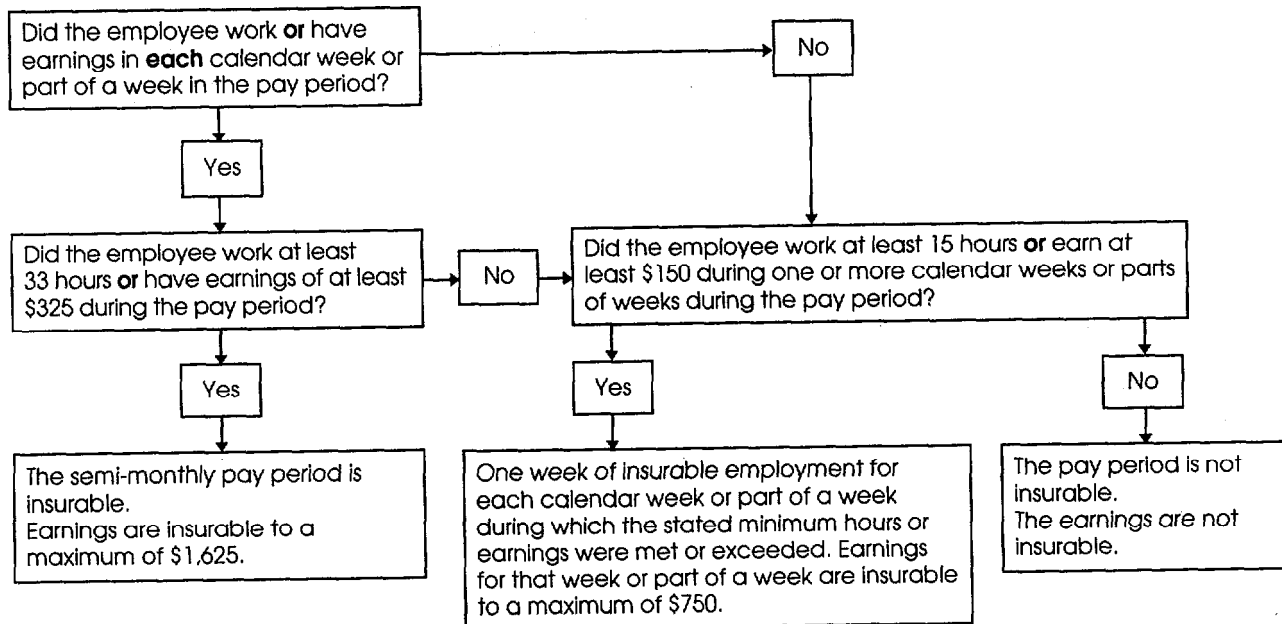 Did the employee work or have
earnings in each calendar week or
part of a week in the pay period?
No
Yes
Did the employee work at least
33 hours or have earnings of at least
$325 during the pay period?
No
Did the employee work at least 15 hours or earn at
least $150 during one or more calendar weeks or parts
of weeks during the pay period?
Yes
Yes
No
The semi-monthly pay period is
insurable.
Earnings are insurable to a
maximum of $1,625.
One week of insurable employment for
each calendar week or part of a week
during which the stated minimum hours or
earnings were met or exceeded. Earnings
for that week or part of a week are insurable
to a maximum of $750.
The pay period is not
insurable.
The earnings are not
insurable.